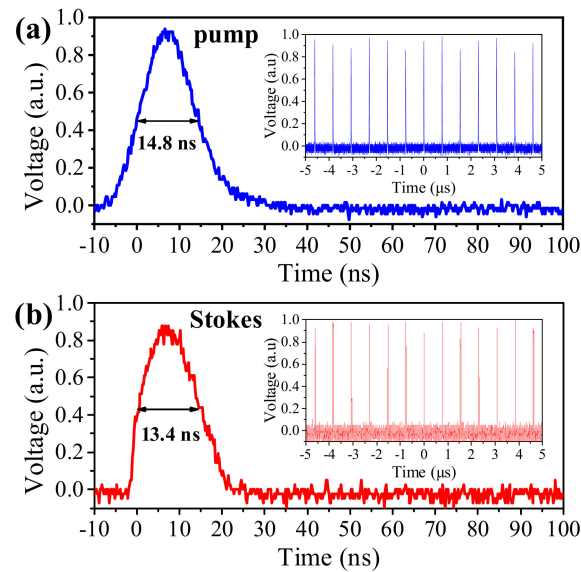 (a)
pump
Voltage (a.u.)
1.0
0.8
0.6
0.4
0.2
0.0
14.8 ns
-10 0 10 20 30 40 50 60 70 80 90 100
Time (ns)
Voltage (a.u.)
1.0
0.8
0.6
0.4
0.2
0.0
-5 -4 -3 -2 -1 0 1 2 3 4 5
Time (μs)
(b)
Stokes
Voltage (a.u.)
1.0
0.8
0.6
0.4
0.2
0.0
13.4 ns
-10 0 10 20 30 40 50 60 70 80 90 100
Time (ns)
Voltage (a.u)
1.0
0.8
0.6
0.4
0.2
0.0
-5 -4 -3 -2 -1 0 1 2 3 4 5
Time (μs)